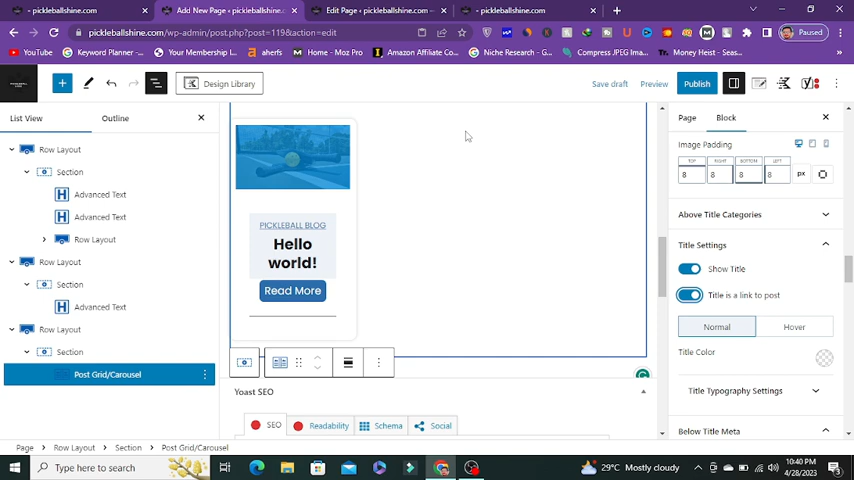 - pickleballshine.com
Add New Page ‹ pickleballshine.c
Edit Page ‹ pickleballshine.com —
- pickleballshine.com
pickleballshine.com/wp-admin/post.php?post=119&action=edit
Paused
YouTube
Keyword Planner -...
Your Membership I...
aherfs
Home - Moz Pro
Amazon Affiliate Co...
Niche Research - G...
Compress JPEG Ima...
Money Heist - Seas...
Design Library
Save draft
Preview
Publish
List View
Outline
Page
Block
Row Layout
Section
Advanced Text
Advanced Text
Row Layout
Row Layout
Section
Advanced Text
Row Layout
Section
Post Grid/Carousel
PICKLEBALL BLOG
Hello
world!
Read More
Image Padding
TOP
RIGHT
BOTTOM
LEFT
8
8
8
8
px
Above Title Categories
Title Settings
Show Title
Title is a link to post
Normal
Hover
Title Color
Title Typography Settings
Below Title Meta
Yoast SEO
SEO
Readability
Schema
Social
Page › Row Layout › Section › Post Grid/Carousel
Type here to search
29°C Mostly cloudy
10:40 PM
4/28/2023
3